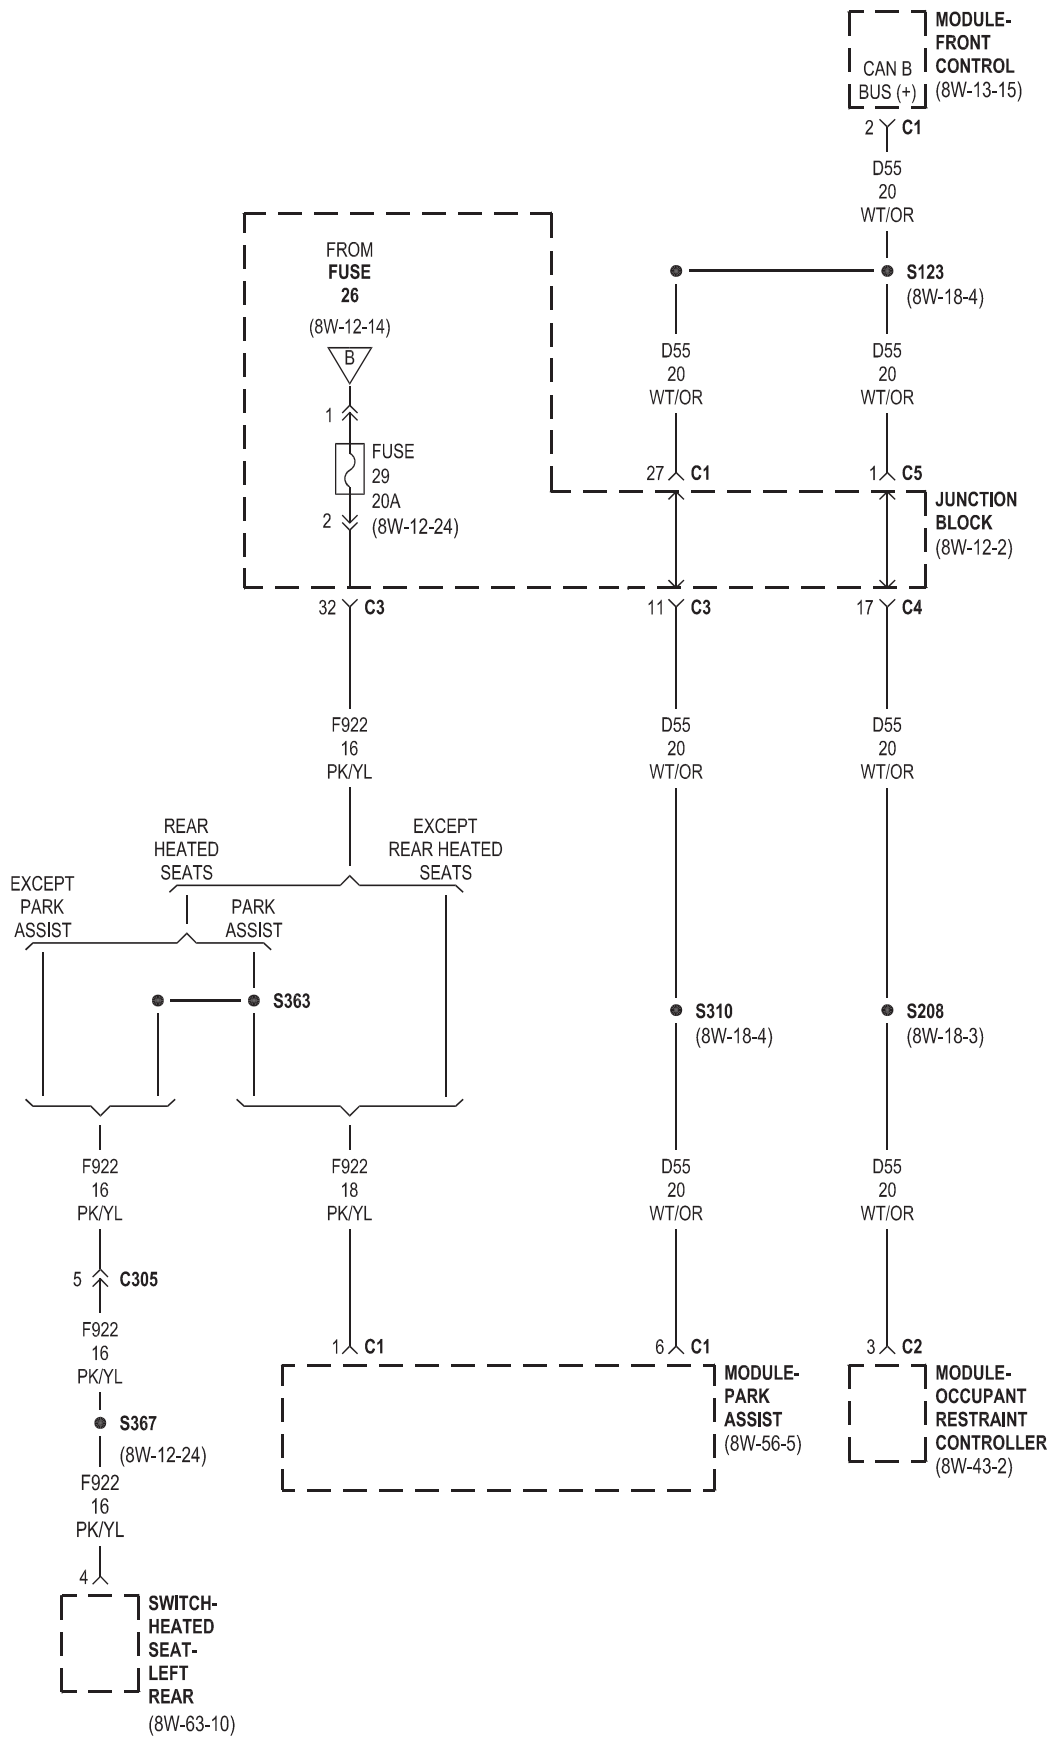 MODULE-
FRONT
CONTROL
(8W-13-15)
CAN B
BUS (+)
2 C1
D55
20
WT/OR
S123
(8W-18-4)
FROM
FUSE
26
(8W-12-14)
B
1
FUSE
29
20A
(8W-12-24)
2
D55
20
WT/OR
D55
20
WT/OR
27 C1
1 C5
JUNCTION
BLOCK
(8W-12-2)
32 C3
11 C3
17 C4
F922
16
PK/YL
D55
20
WT/OR
D55
20
WT/OR
REAR
HEATED
SEATS
EXCEPT
REAR HEATED
SEATS
EXCEPT
PARK
ASSIST
PARK
ASSIST
S363
S310
(8W-18-4)
S208
(8W-18-3)
F922
16
PK/YL
F922
18
PK/YL
D55
20
WT/OR
D55
20
WT/OR
5 C305
F922
16
PK/YL
1 C1
6 C1
3 C2
MODULE-
PARK
ASSIST
(8W-56-5)
MODULE-
OCCUPANT
RESTRAINT
CONTROLLER
(8W-43-2)
S367
(8W-12-24)
F922
16
PK/YL
4
SWITCH-
HEATED
SEAT-
LEFT
REAR
(8W-63-10)